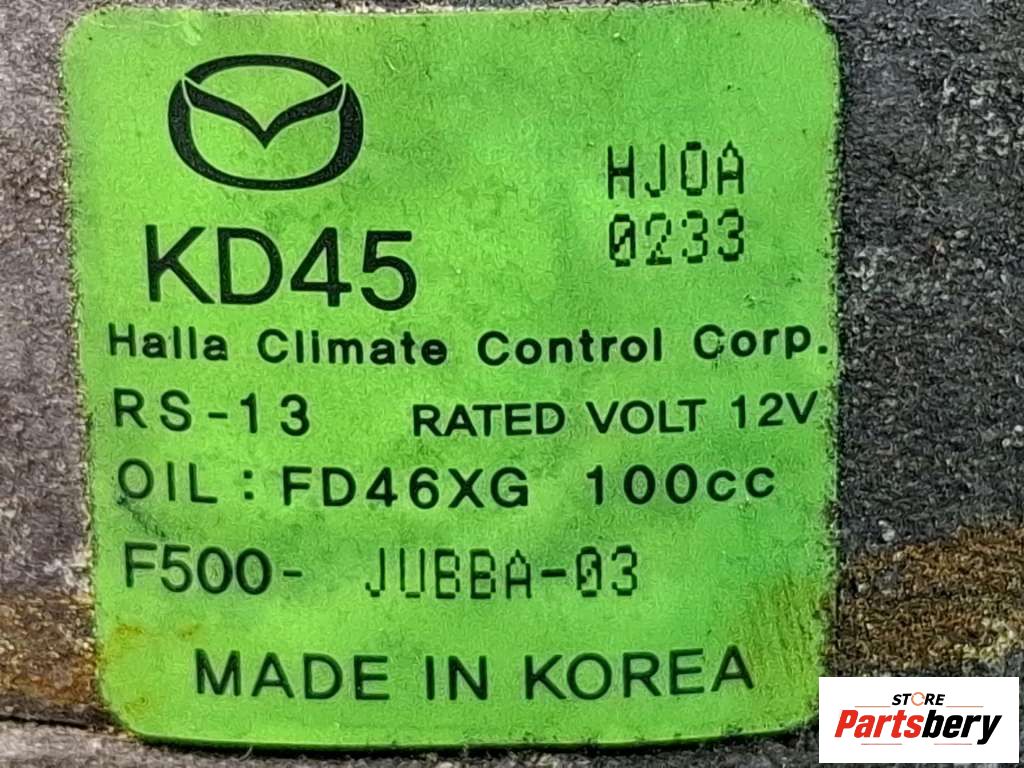 HJ0A
0233
KD45
Halla Climate Control Corp.
RS-13 RATED VOLT 12V
OIL: FD46XG 100cc
F500- JUBBA-03
MADE IN KOREA
STORE
Partsbery